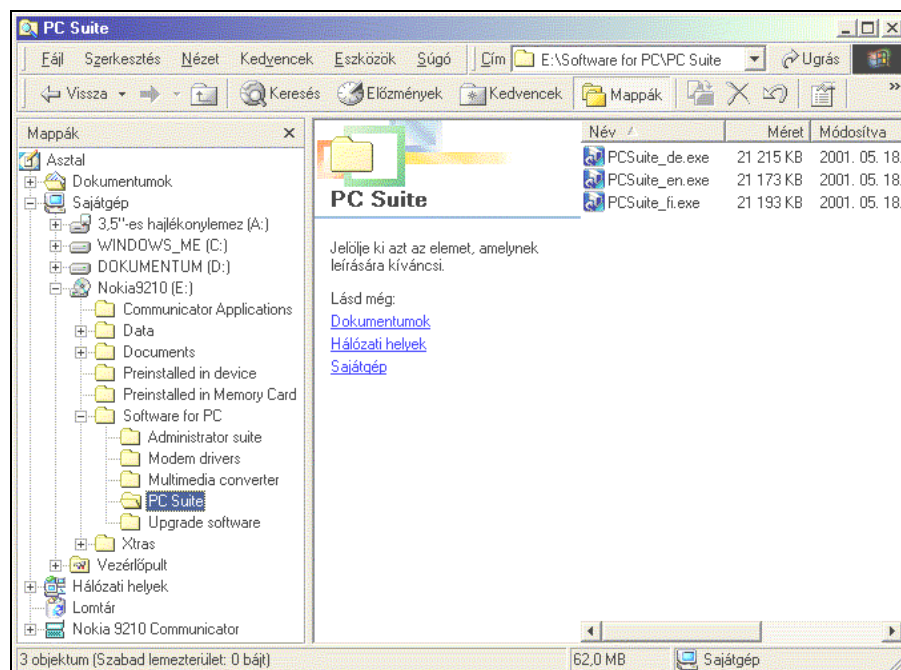 PC Suite
Fájl Szerkesztés Nézet Kedvencek Eszközök Súgó Cím E:\Software for PC\PC Suite Ugrás
Vissza Keresés Előzmények Kedvencek Mappák »
Mappák
Asztal
Dokumentumok
Sajátgép
3,5''-es hajlékonylemez (A:)
WINDOWS_ME (C:)
DOKUMENTUM (D:)
Nokia9210 (E:)
Communicator Applications
Data
Documents
Preinstalled in device
Preinstalled in Memory Card
Software for PC
Administrator suite
Modem drivers
Multimedia converter
PC Suite
Upgrade software
Xtras
Vezérlőpult
Hálózati helyek
Lomtár
Nokia 9210 Communicator
PC Suite
Jelölje ki azt az elemet, amelynek
leírására kíváncsi.
Lásd még:
Dokumentumok
Hálózati helyek
Sajátgép
Név Méret Módosítva
PCSuite_de.exe 21 215 KB 2001. 05. 18.
PCSuite_en.exe 21 173 KB 2001. 05. 18.
PCSuite_fi.exe 21 193 KB 2001. 05. 18.
3 objektum (Szabad lemezterület: 0 bájt) 62,0 MB Sajátgép